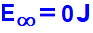 E∞ = 0 J